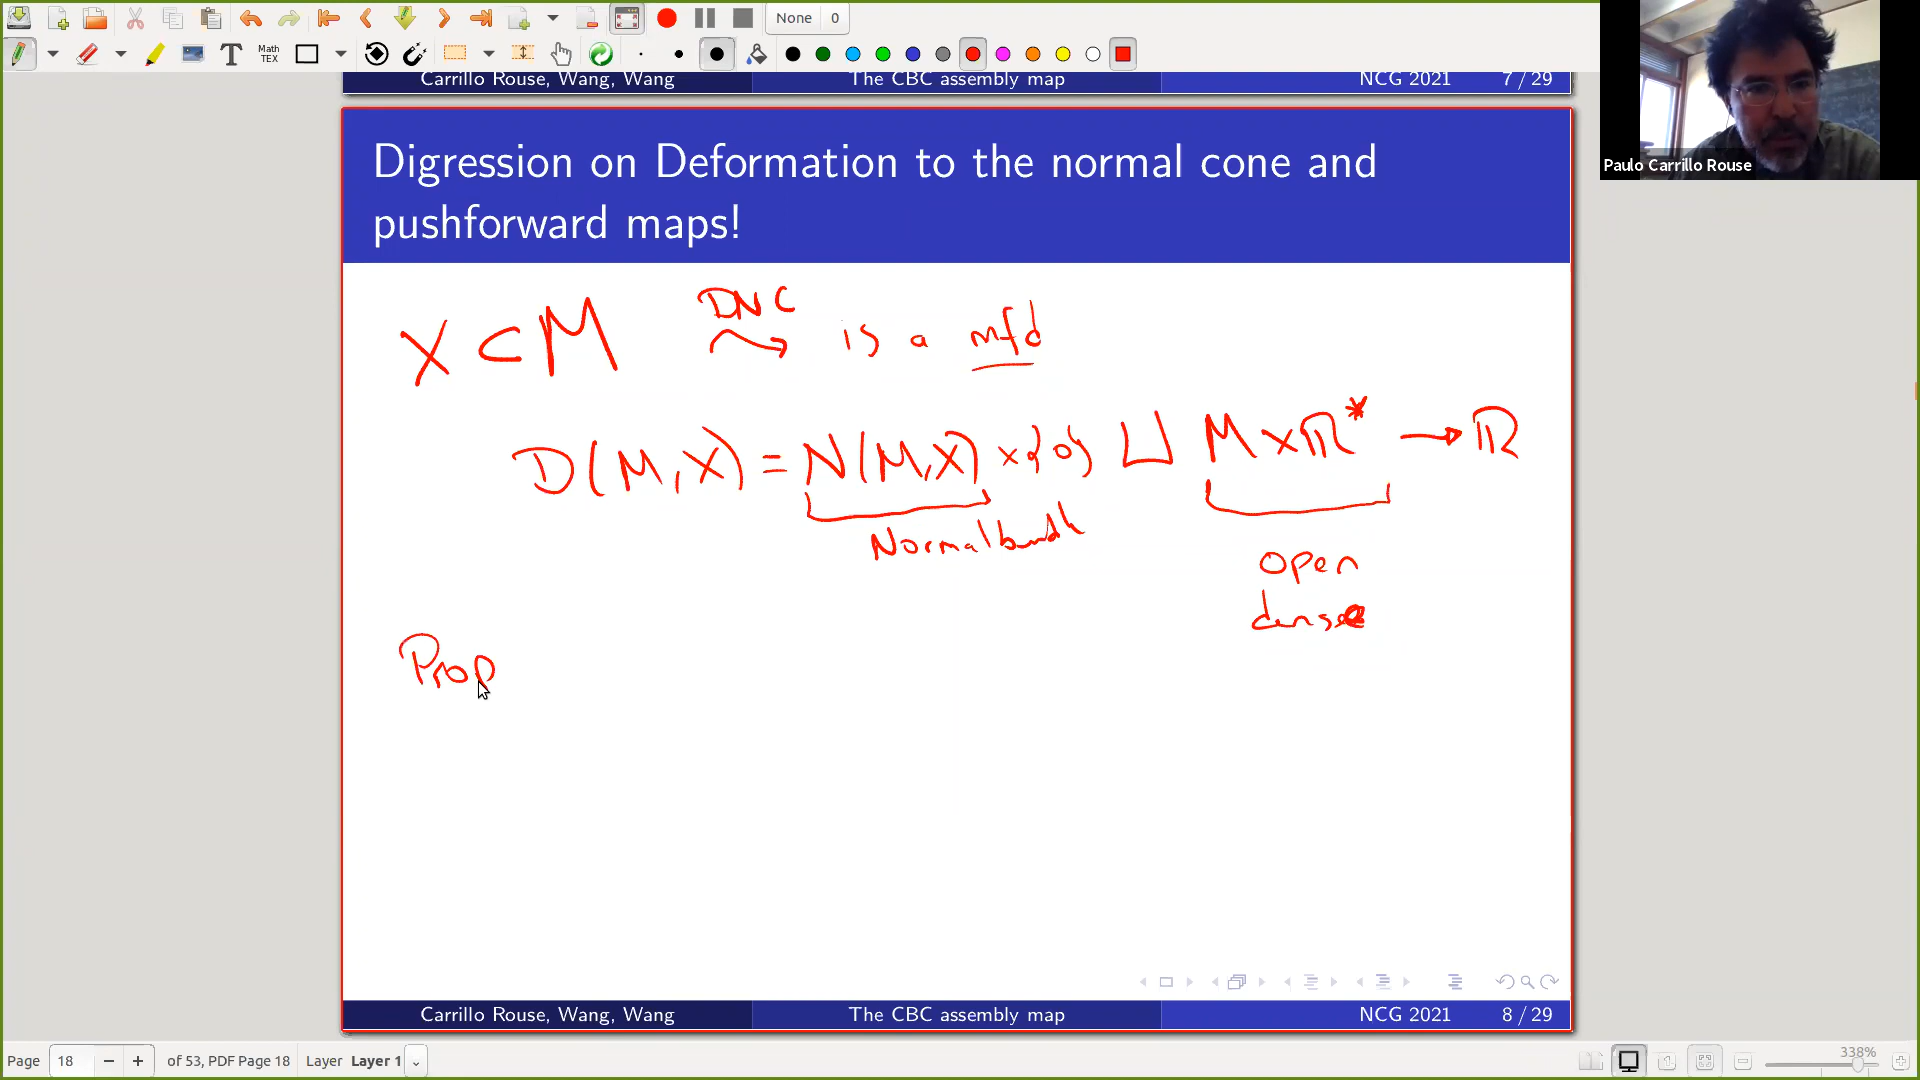 None 0
Math
TEX
Carrillo Rouse, Wang, Wang The CBC assembly map NCG 2021 7 / 29
Paulo Carrillo Rouse
Digression on Deformation to the normal cone and
pushforward maps!
X ⊂ M DNC ⇝ is a mfd
D(M,X) = N(M,X) × {0} ⊔ M × ℝ* → ℝ
Normal bundle
open
dense
Prop
Carrillo Rouse, Wang, Wang The CBC assembly map NCG 2021 8 / 29
Page 18 − + of 53, PDF Page 18 Layer Layer 1 338%